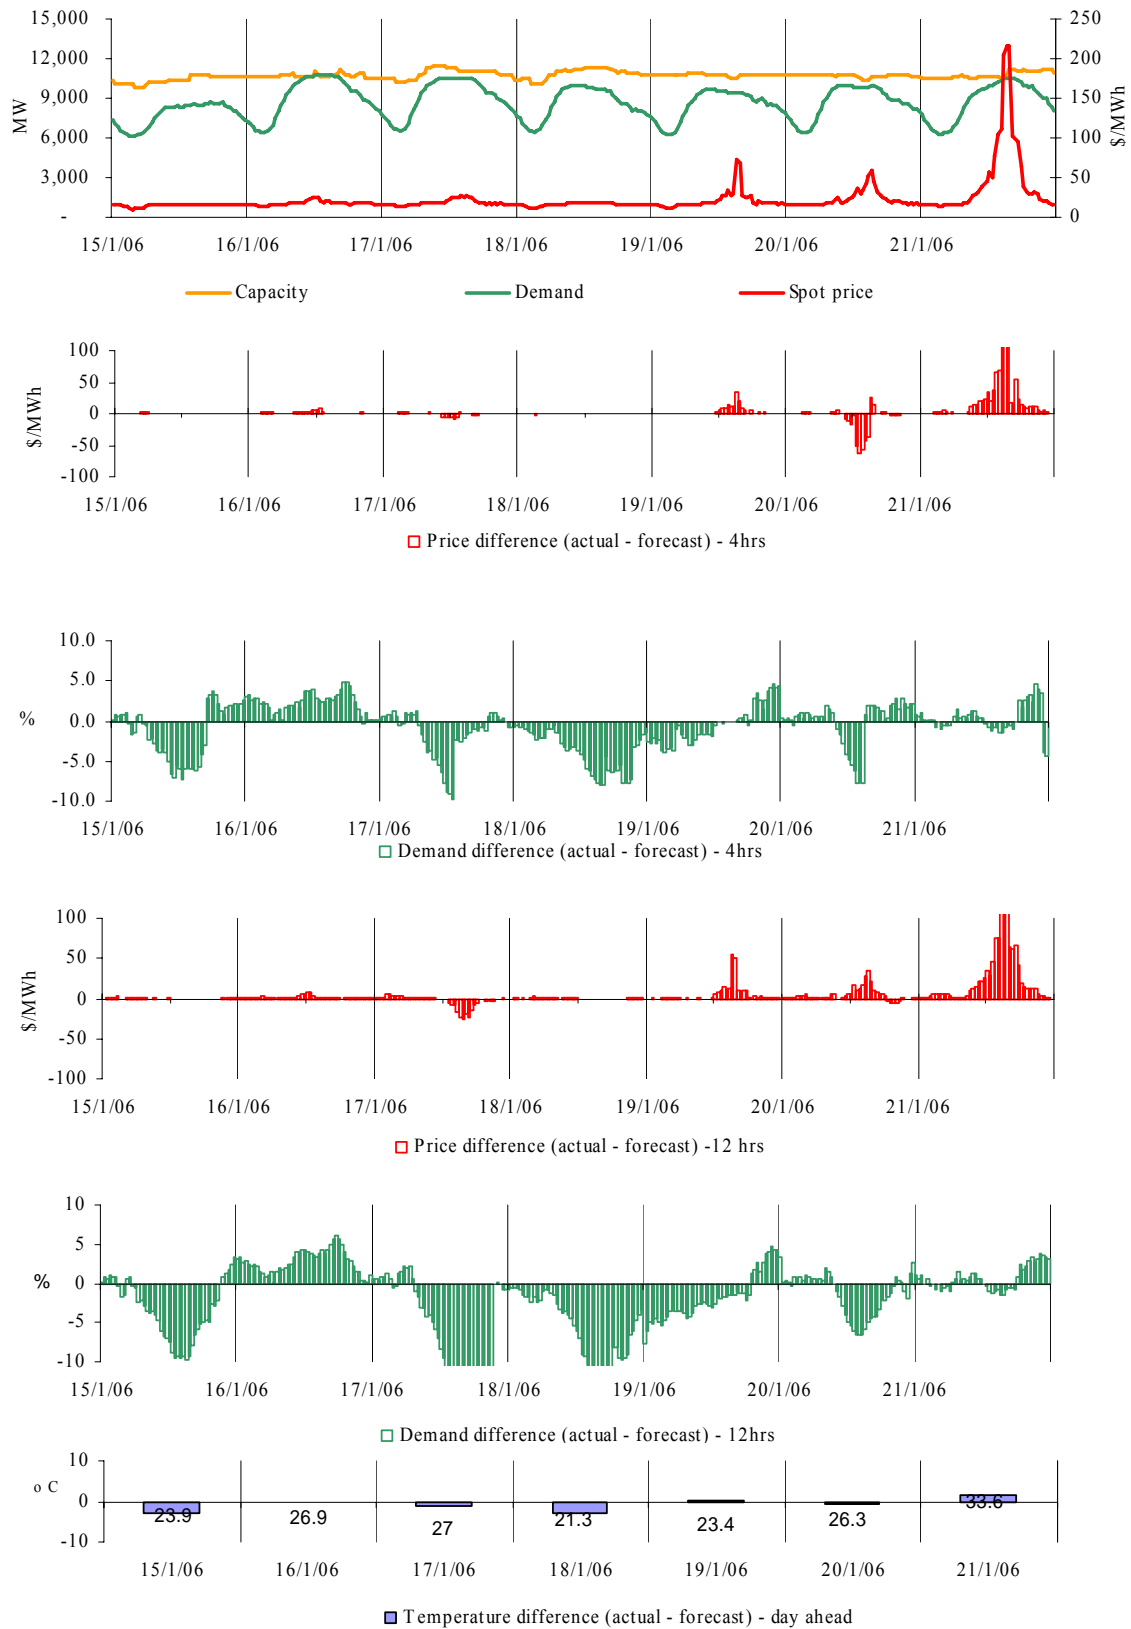 15,000 250
12,000 200
9,000 150
6,000 100
3,000 50
- 0
MW
$/MWh
15/1/06 16/1/06 17/1/06 18/1/06 19/1/06 20/1/06 21/1/06
Capacity Demand Spot price
100
50
0
-50
-100
$/MWh
15/1/06 16/1/06 17/1/06 18/1/06 19/1/06 20/1/06 21/1/06
Price difference (actual - forecast) - 4hrs
10.0
5.0
0.0
-5.0
-10.0
%
15/1/06 16/1/06 17/1/06 18/1/06 19/1/06 20/1/06 21/1/06
Demand difference (actual - forecast) - 4hrs
100
50
0
-50
-100
$/MWh
15/1/06 16/1/06 17/1/06 18/1/06 19/1/06 20/1/06 21/1/06
Price difference (actual - forecast) -12 hrs
10
5
0
-5
-10
%
15/1/06 16/1/06 17/1/06 18/1/06 19/1/06 20/1/06 21/1/06
Demand difference (actual - forecast) - 12hrs
10
0
-10
o C
23.9 26.9 27 21.3 23.4 26.3 33.6
15/1/06 16/1/06 17/1/06 18/1/06 19/1/06 20/1/06 21/1/06
Temperature difference (actual - forecast) - day ahead